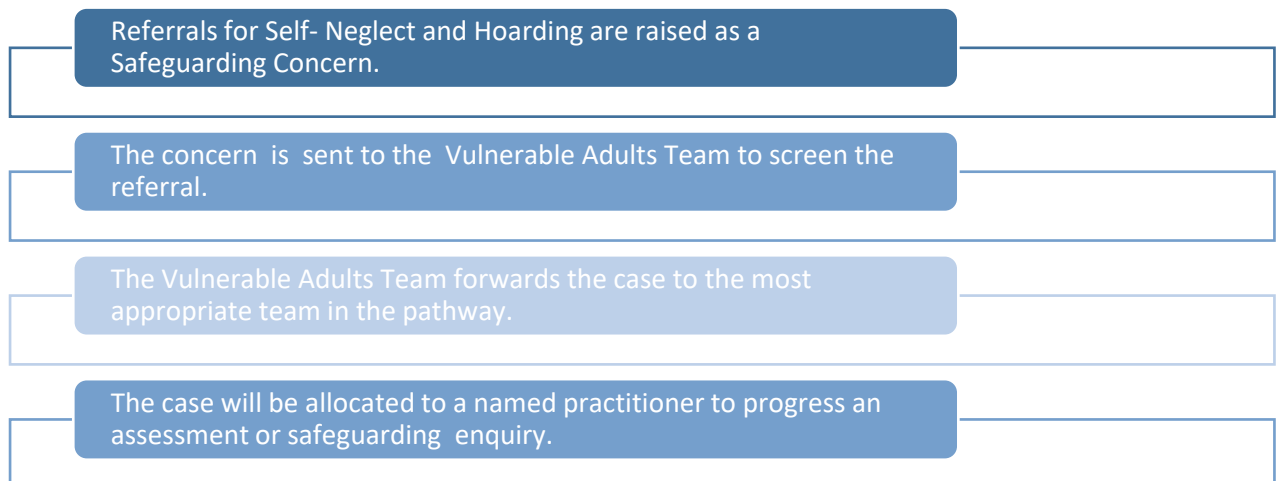 Referrals for Self- Neglect and Hoarding are raised as a
Safeguarding Concern.
The concern  is  sent to the  Vulnerable Adults Team to screen the
referral.
The Vulnerable Adults Team forwards the case to the most
appropriate team in the pathway.
The case will be allocated to a named practitioner to progress an
assessment or safeguarding  enquiry.